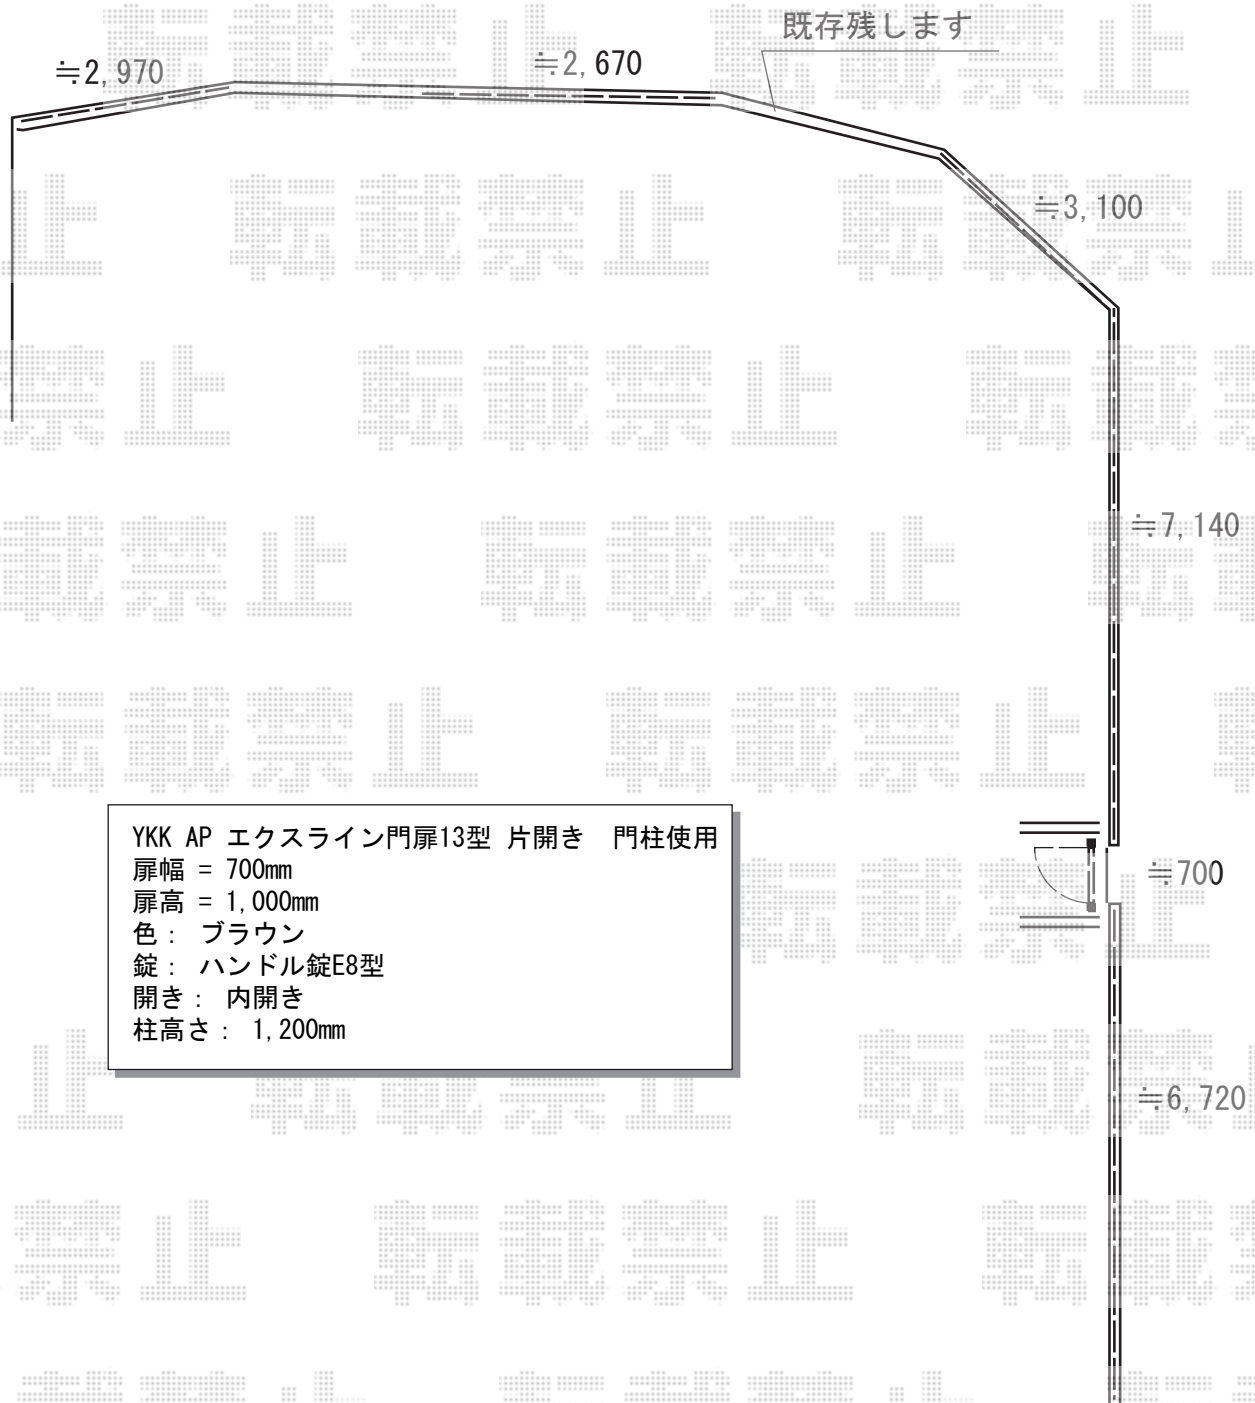 既存残します
≒2,970
≒2,670
≒3,100
≒7,140
YKK AP エクスライン門扉13型 片開き　門柱使用
扉幅 = 700mm
扉高 = 1,000mm
色： ブラウン
錠： ハンドル錠E8型
開き： 内開き
柱高さ： 1,200mm
≒700
≒6,720
転載禁止